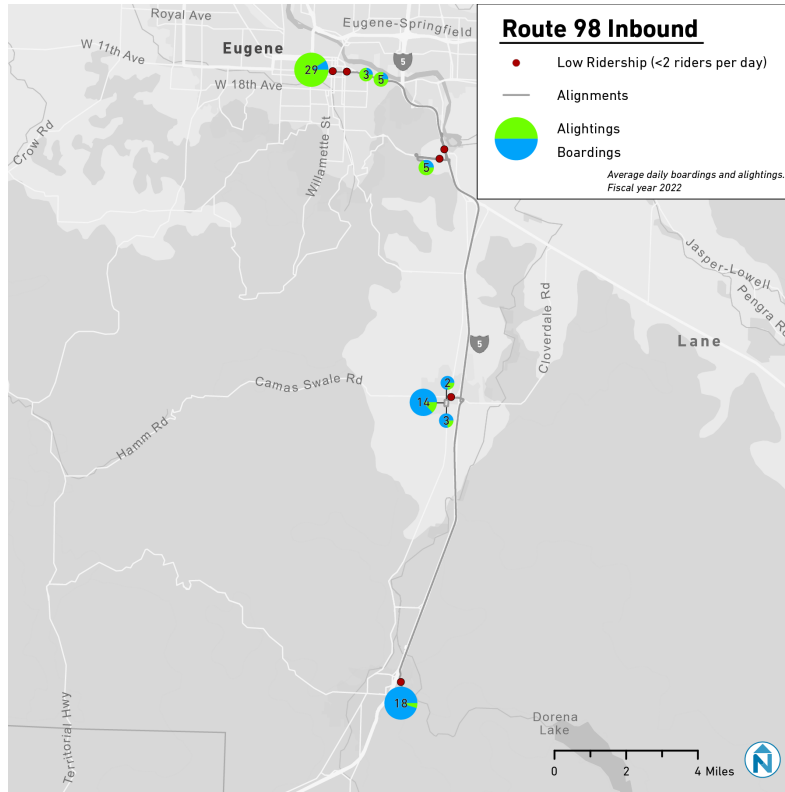 Route 98 Inbound
Low Ridership (<2 riders per day)
Alignments
Alightings
Boardings
Average daily boardings and alightings.
Fiscal year 2022
Royal Ave
Eugene-Springfield
W 11th Ave
Eugene
5
29
3
5
W 18th Ave
Crow Rd
Willamette St
5
Jasper-Lowell
Pengra Rd
Cloverdale Rd
5
Lane
Camas Swale Rd
2
14
3
Hamm Rd
18
Territorial Hwy
Dorena
Lake
0 2 4 Miles
N